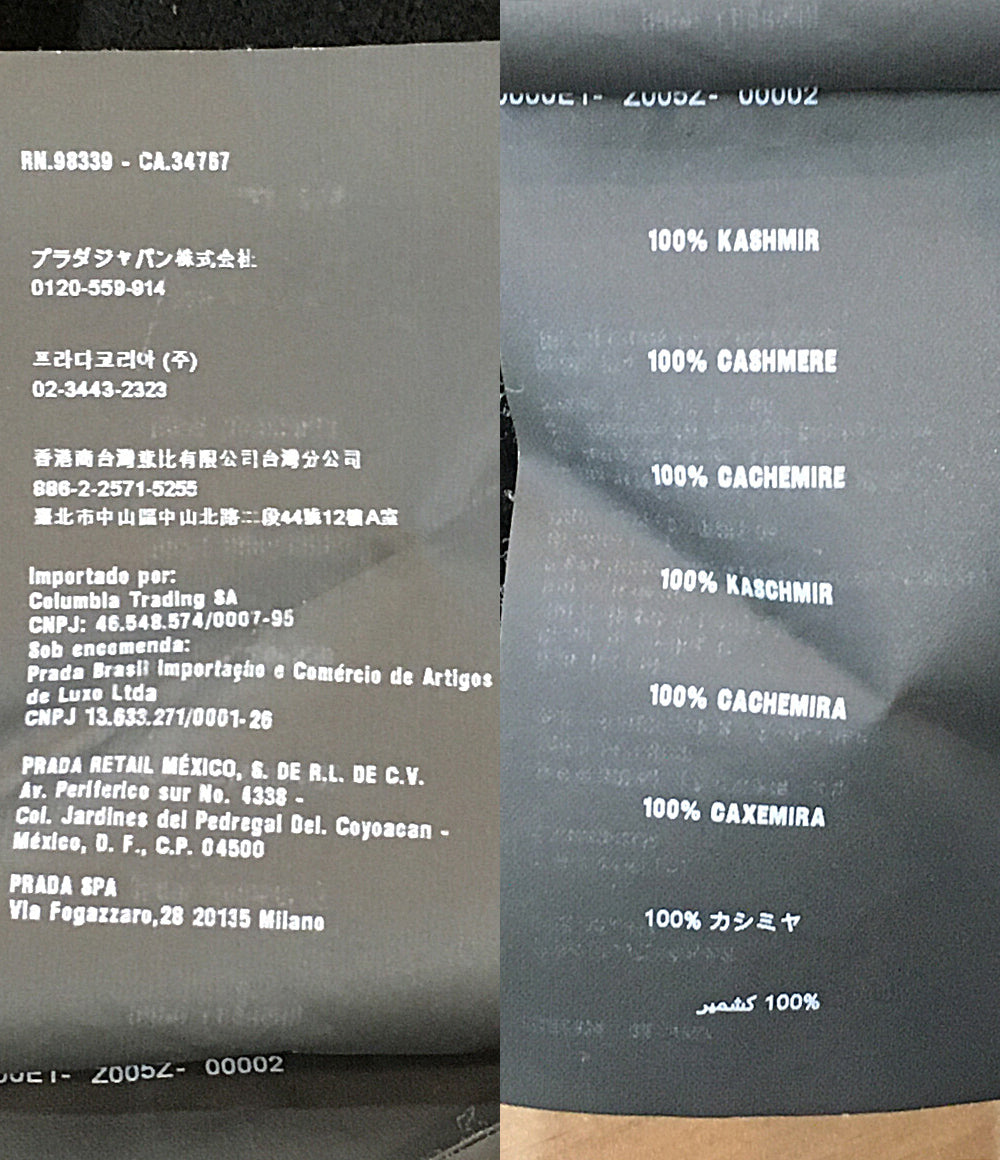 RN.98339 - CA.34767
プラダジャパン株式会社
0120-559-914
프라다코리아 (주)
02-3443-2323
香港商台灣普比有限公司台灣分公司
886-2-2571-5255
臺北市中山區中山北路二段44號12樓A室
Importado por:
Columbia Trading SA
CNPJ: 46.548.574/0007-95
Sob encomenda:
Prada Brasil Importação e Comércio de Artigos
de Luxo Ltda
CNPJ 13.633.271/0001-26
PRADA RETAIL MÉXICO, S. DE R.L. DE C.V.
Av. Periferico sur No. 4338 -
Col. Jardines del Pedregal Del. Coyoacan -
México, D. F., C.P. 04500
PRADA SPA
Via Fogazzaro,28 20135 Milano
Z005Z- 00002
Z005Z- 00002
100% KASHMIR
100% CASHMERE
100% CACHEMIRE
100% KASCHMIR
100% CACHEMIRA
100% CAXEMIRA
100% カシミヤ
100% كشمير